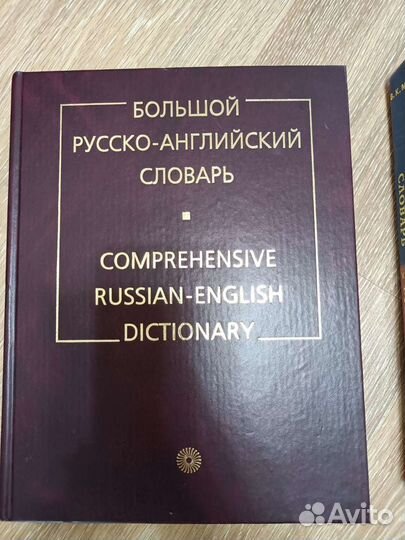 БОЛЬШОЙ
РУССКО-АНГЛИЙСКИЙ
СЛОВАРЬ
COMPREHENSIVE
RUSSIAN-ENGLISH
DICTIONARY
СЛОВАРЬ
Avito